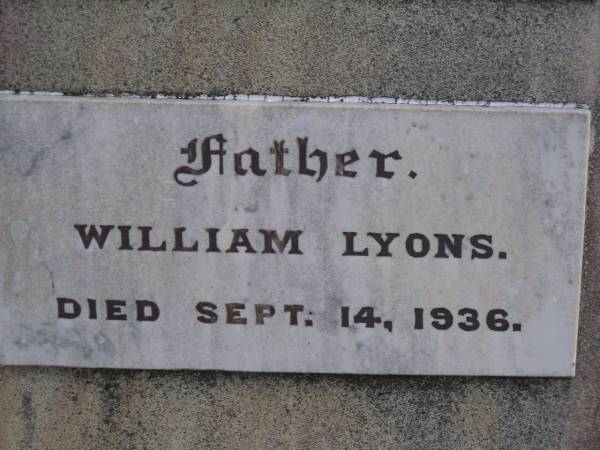 Father.
WILLIAM LYONS.
DIED SEPT. 14, 1936.